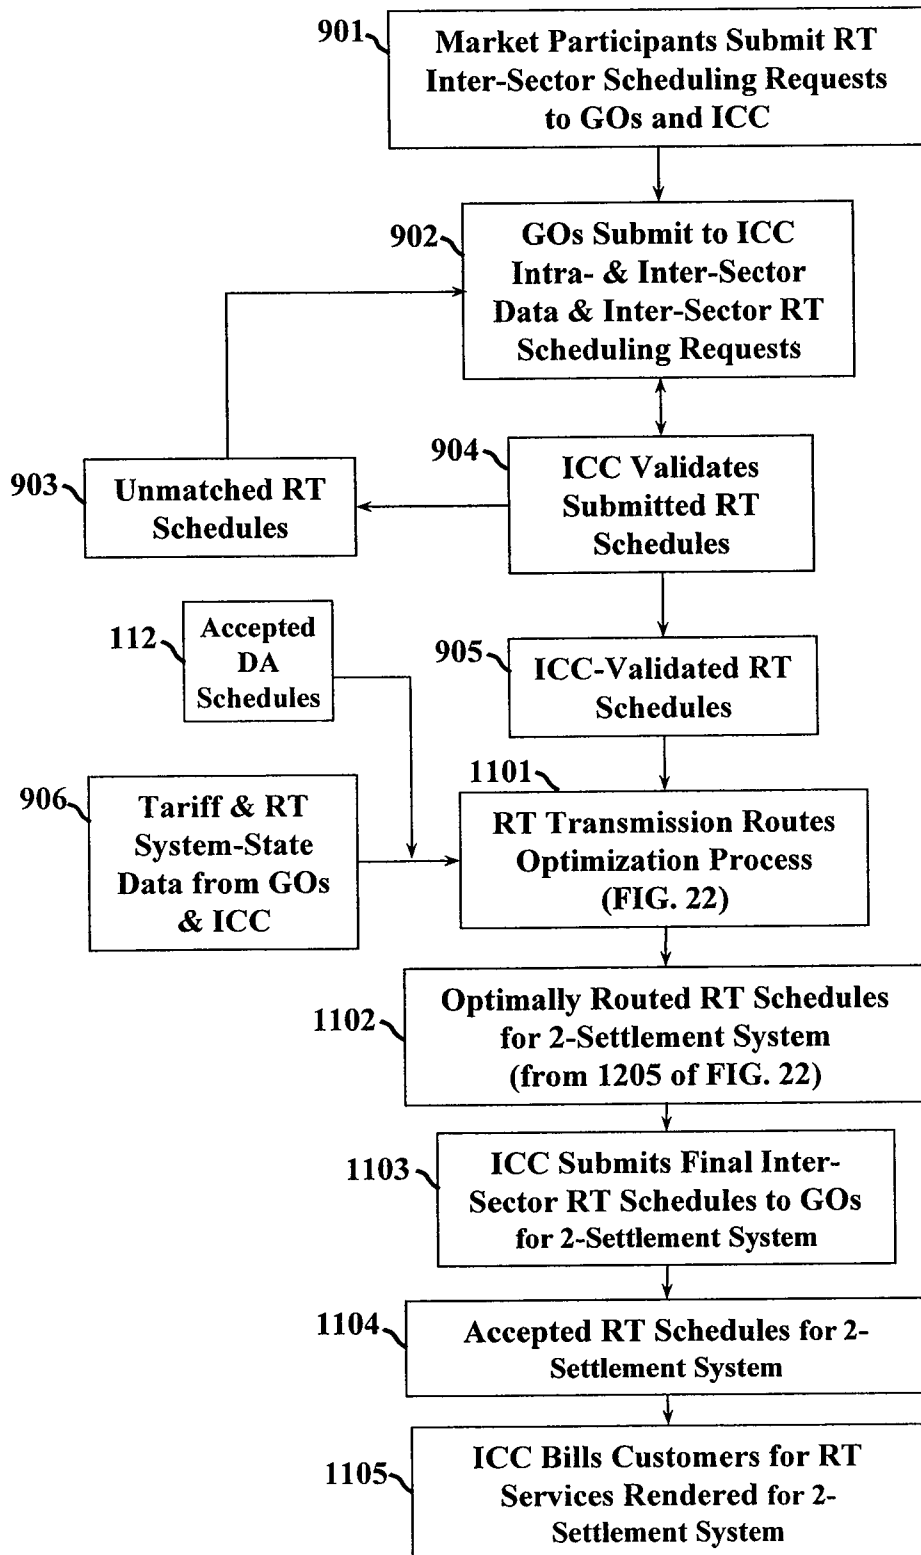 901
Market Participants Submit RT
Inter-Sector Scheduling Requests
to GOs and ICC
902
GOs Submit to ICC
Intra- & Inter-Sector
Data & Inter-Sector RT
Scheduling Requests
903
Unmatched RT
Schedules
904
ICC Validates
Submitted RT
Schedules
112
Accepted
DA
Schedules
905
ICC-Validated RT
Schedules
906
Tariff & RT
System-State
Data from GOs
& ICC
1101
RT Transmission Routes
Optimization Process
(FIG. 22)
1102
Optimally Routed RT Schedules
for 2-Settlement System
(from 1205 of FIG. 22)
1103
ICC Submits Final Inter-
Sector RT Schedules to GOs
for 2-Settlement System
1104
Accepted RT Schedules for 2-
Settlement System
1105
ICC Bills Customers for RT
Services Rendered for 2-
Settlement System